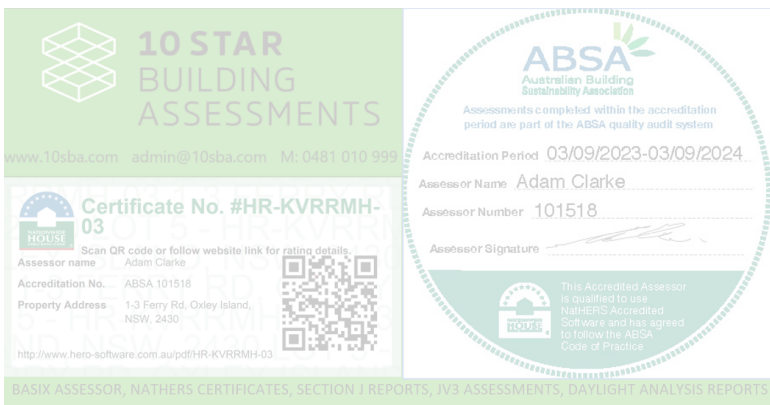 10 STAR
BUILDING
ASSESSMENTS
www.10sba.com admin@10sba.com M: 0481 010 999
NATIONWIDE
HOUSE
Certificate No. #HR-KVRRMH-
03
Scan QR code or follow website link for rating details.
Assessor name Adam Clarke
Accreditation No. ABSA 101518
Property Address 1-3 Ferry Rd, Oxley Island,
NSW, 2430
http://www.hero-software.com.au/pdf/HR-KVRRMH-03
ABSA
Australian Building
Sustainability Association
Assessments completed within the accreditation
period are part of the ABSA quality audit system
Accreditation Period 03/09/2023-03/09/2024
Assessor Name Adam Clarke
Assessor Number 101518
Assessor Signature
HOUSE
This Accredited Assessor
is qualified to use
NatHERS Accredited
Software and has agreed
to follow the ABSA
Code of Practice
BASIX ASSESSOR, NATHERS CERTIFICATES, SECTION J REPORTS, JV3 ASSESSMENTS, DAYLIGHT ANALYSIS REPORTS